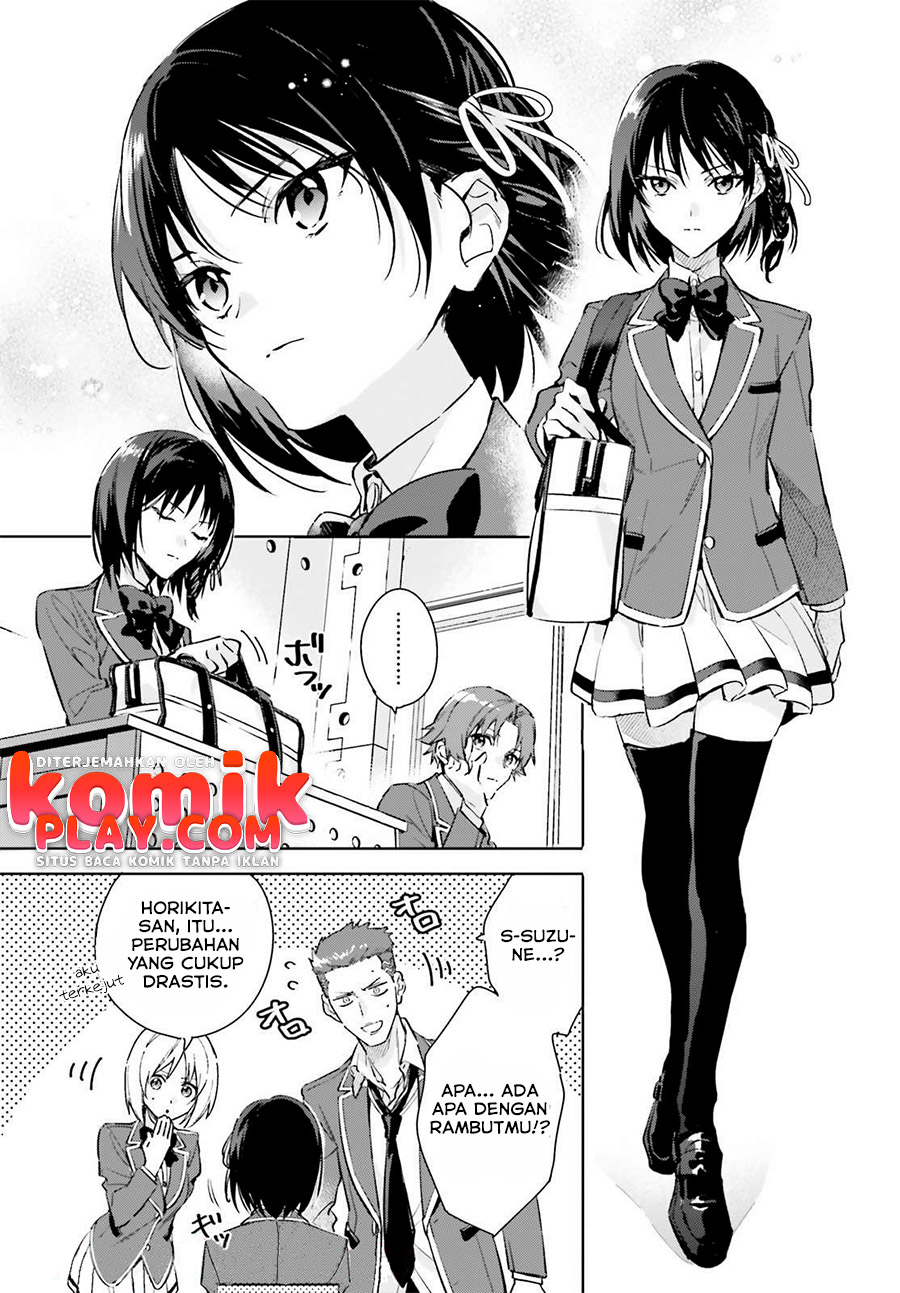 ………
ボフッ
DITERJEMAHKAN OLEH
komik
PLAY.COM
SITUS BACA KOMIK TANPA IKLAN
S-SUZU-
NE...?
APA... ADA
APA DENGAN
RAMBUTMU!?
オロ
オロ
HORIKITA-
SAN, ITU...
PERUBAHAN
YANG CUKUP
DRASTIS.
aku
terkejut
キッ